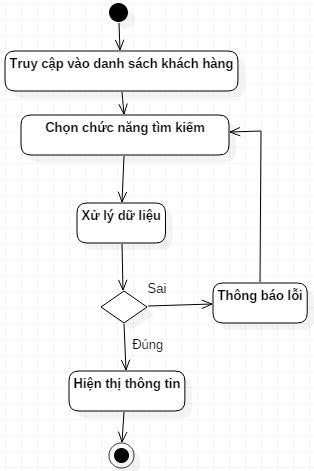 Truy cập vào danh sách khách hàng
Chọn chức năng tìm kiếm
Xử lý dữ liệu
Sai
Thông báo lỗi
Đúng
Hiện thị thông tin